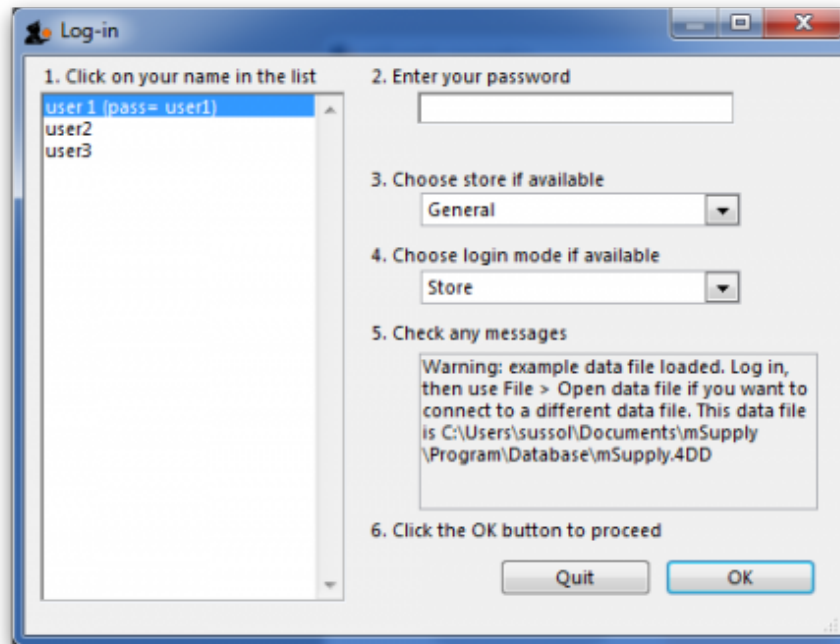 Log-in
1. Click on your name in the list
user 1 (pass= user1)
user2
user3
2. Enter your password
3. Choose store if available
General
4. Choose login mode if available
Store
5. Check any messages
Warning: example data file loaded. Log in,
then use File > Open data file if you want to
connect to a different data file. This data file
is C:\Users\sussol\Documents\mSupply
\Program\Database\mSupply.4DD
6. Click the OK button to proceed
Quit
OK